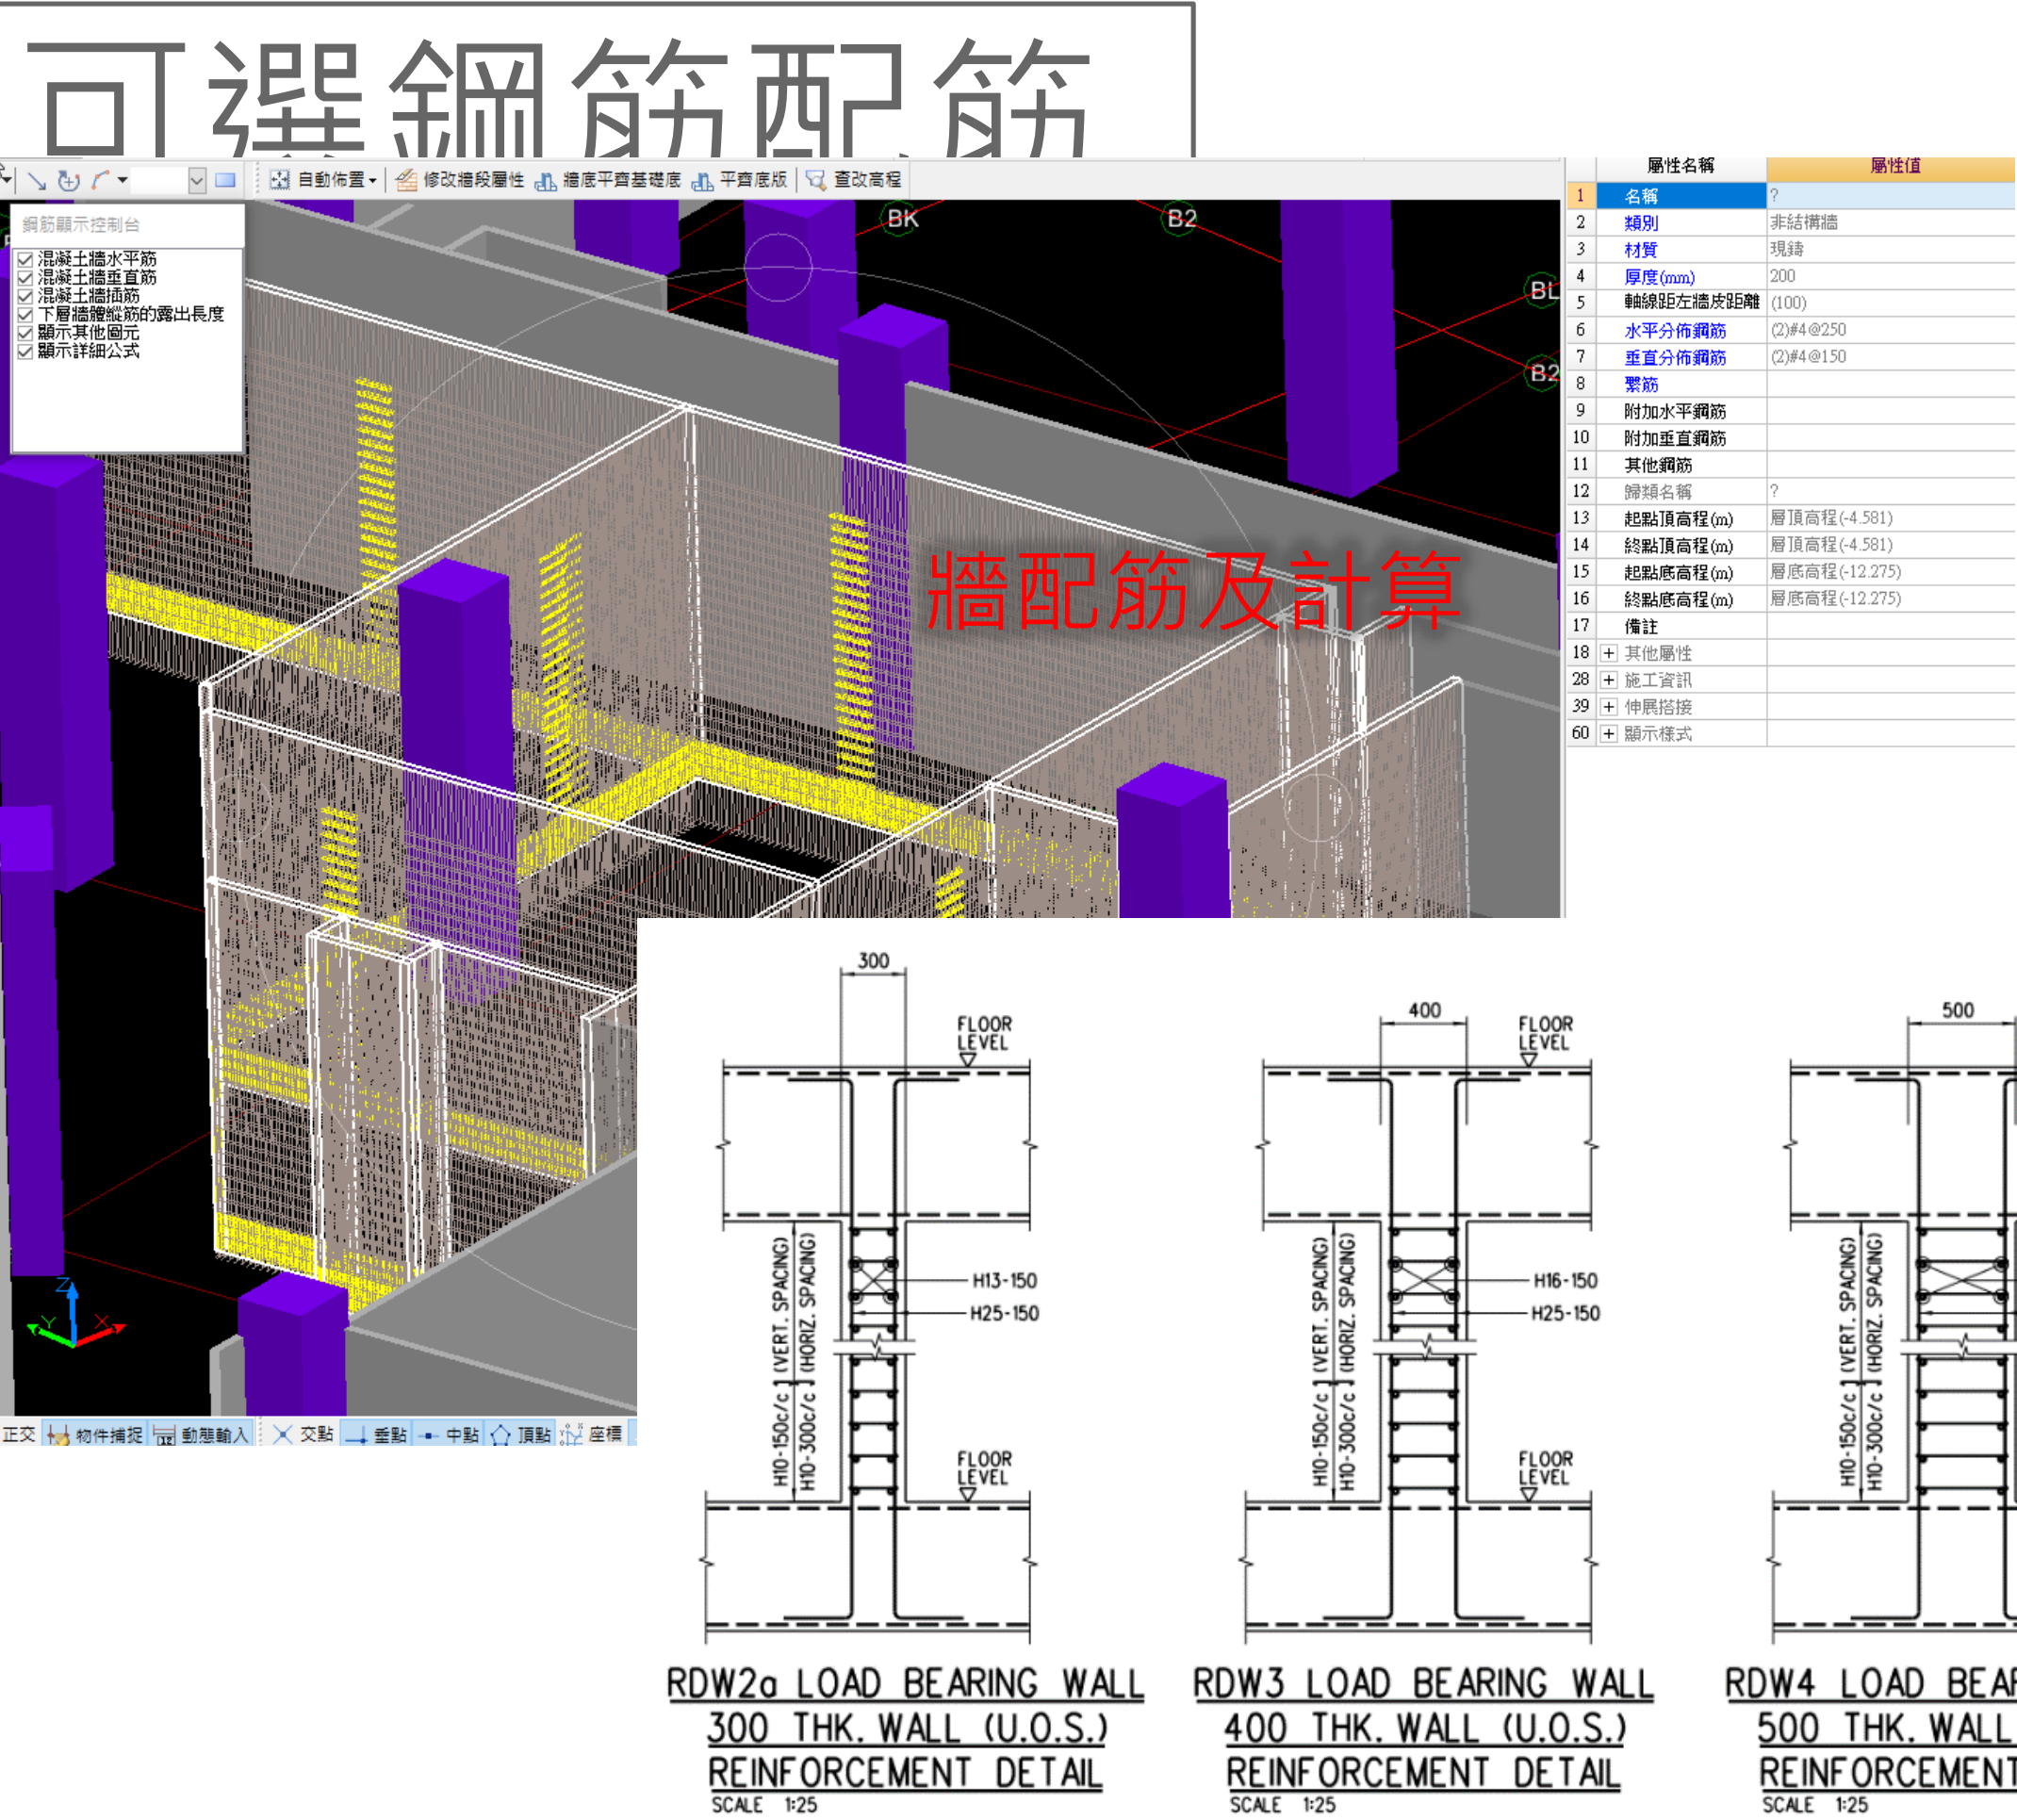 可選鋼筋配筋
自動佈置 修改牆段屬性 牆底平齊基礎底 平齊底版 查改高程
鋼筋顯示控制台
混凝土牆水平筋
混凝土牆垂直筋
混凝土牆插筋
下層牆體縱筋的露出長度
顯示其他圖元
顯示詳細公式
BK
B2
BL
B2
牆配筋及計算
屬性名稱 屬性值
1 名稱 ?
2 類別 非結構牆
3 材質 現鑄
4 厚度(mm) 200
5 軸線距左牆皮距離 (100)
6 水平分佈鋼筋 (2)#4@250
7 垂直分佈鋼筋 (2)#4@150
8 繫筋
9 附加水平鋼筋
10 附加垂直鋼筋
11 其他鋼筋
12 歸類名稱 ?
13 起點頂高程(m) 層頂高程(-4.581)
14 終點頂高程(m) 層頂高程(-4.581)
15 起點底高程(m) 層底高程(-12.275)
16 終點底高程(m) 層底高程(-12.275)
17 備註
18 + 其他屬性
28 + 施工資訊
39 + 伸展搭接
60 + 顯示樣式
Z
Y
X
正交 物件捕捉 動態輸入 交點 垂點 中點 頂點 座標
300
FLOOR
LEVEL
H10-150c/c (VERT. SPACING)
H10-300c/c (HORIZ. SPACING)
H13-150
H25-150
FLOOR
LEVEL
RDW2a LOAD BEARING WALL
300 THK. WALL (U.O.S.)
REINFORCEMENT DETAIL
SCALE 1:25
400
FLOOR
LEVEL
H10-150c/c (VERT. SPACING)
H10-300c/c (HORIZ. SPACING)
H16-150
H25-150
FLOOR
LEVEL
RDW3 LOAD BEARING WALL
400 THK. WALL (U.O.S.)
REINFORCEMENT DETAIL
SCALE 1:25
500
H10-150c/c (VERT. SPACING)
H10-300c/c (HORIZ. SPACING)
RDW4 LOAD BEAR
500 THK. WALL
REINFORCEMENT
SCALE 1:25